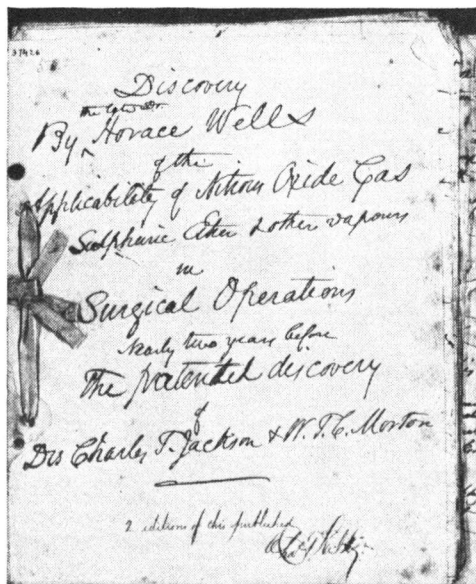 37426
Discovery
the late Dr
By ^ Horace Wells
of the
Applicability of Nitrous Oxide Gas
Sulphuric Ether & other vapours
in
Surgical Operations
Nearly two years before
The patented discovery
of
Drs Charles T. Jackson & W. T. G. Morton
2 editions of this published